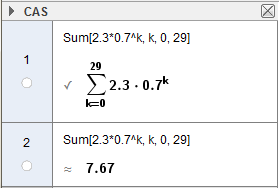 CAS
1
Sum[2.3*0.7^k, k, 0, 29]
✓ 29
∑ 2.3 · 0.7^k
k=0
2
Sum[2.3*0.7^k, k, 0, 29]
≈ 7.67